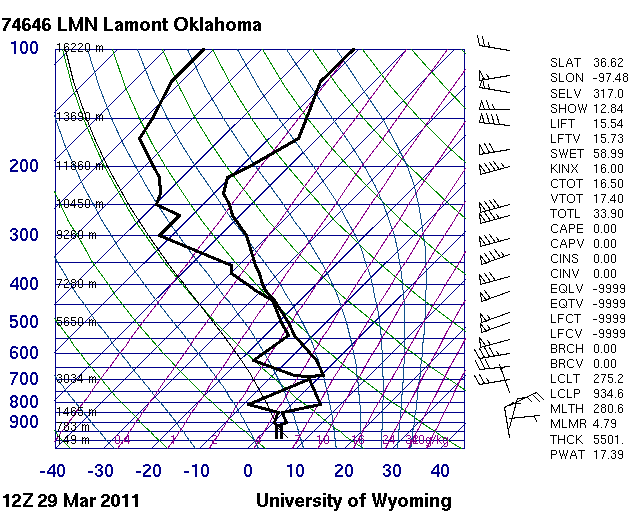 74646 LMN Lamont Oklahoma
100
16220 m
13690 m
200
11860 m
10450 m
300
9260 m
400
7280 m
500
5650 m
600
700
3034 m
800
1465 m
900
783 m
149 m
0.4 1 2 4 7 10 16 24 32 40g/kg
-40 -30 -20 -10 0 10 20 30 40
12Z 29 Mar 2011 University of Wyoming
SLAT 36.62
SLON -97.48
SELV 317.0
SHOW 12.84
LIFT 15.54
LFTV 15.73
SWET 58.99
KINX 16.00
CTOT 16.50
VTOT 17.40
TOTL 33.90
CAPE 0.00
CAPV 0.00
CINS 0.00
CINV 0.00
EQLV -9999
EQTV -9999
LFCT -9999
LFCV -9999
BRCH 0.00
BRCV 0.00
LCLT 275.2
LCLP 934.6
MLTH 280.6
MLMR 4.79
THCK 5501.
PWAT 17.39